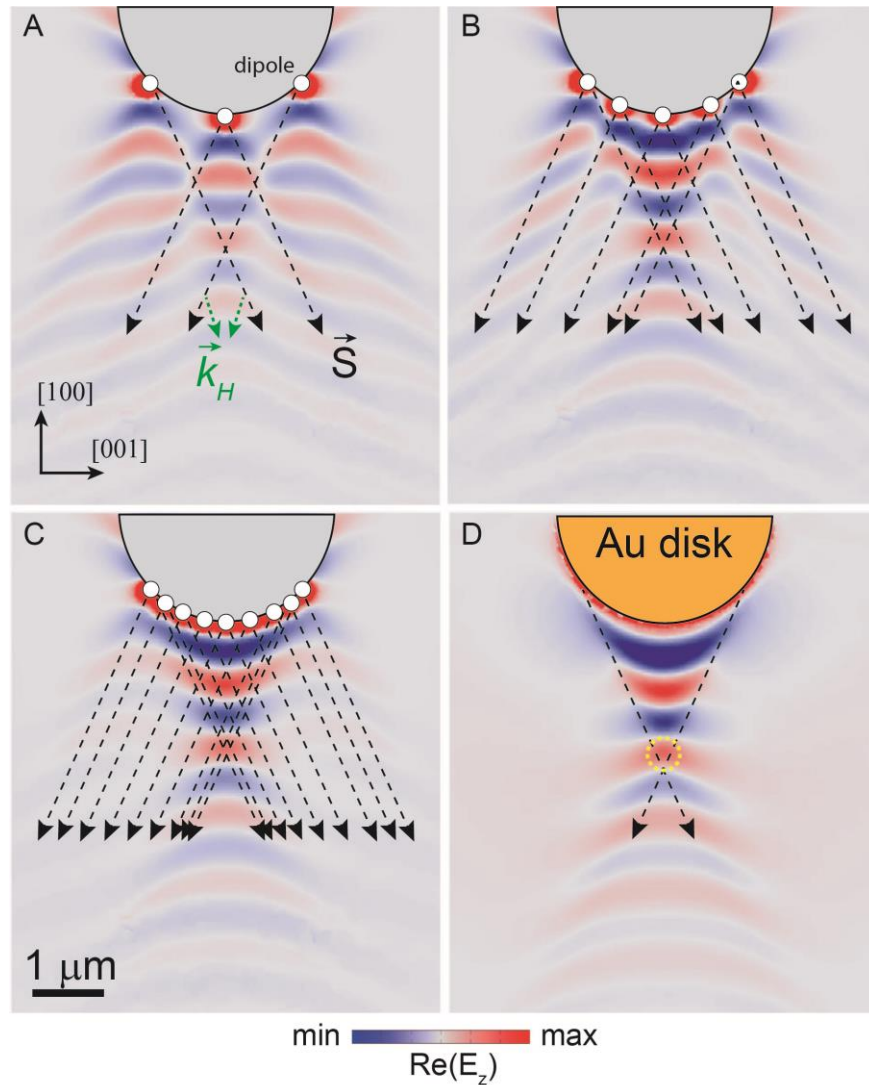 A
dipole
k_H
S
[100]
[001]
B
C
1 μm
D
Au disk
min max
Re(E_z)